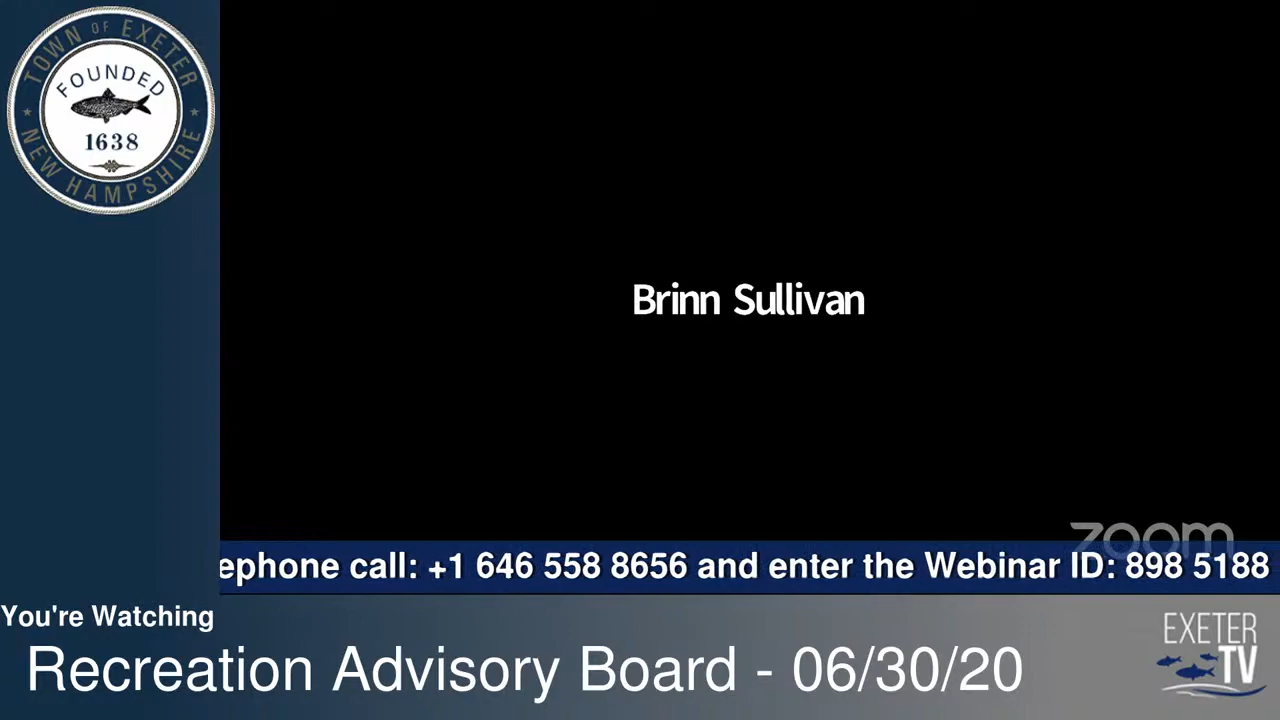 TOWN OF EXETER
FOUNDED
1638
NEW HAMPSHIRE
Brinn Sullivan
zoom
ephone call: +1 646 558 8656 and enter the Webinar ID: 898 5188
You're Watching
Recreation Advisory Board - 06/30/20
EXETER
TV